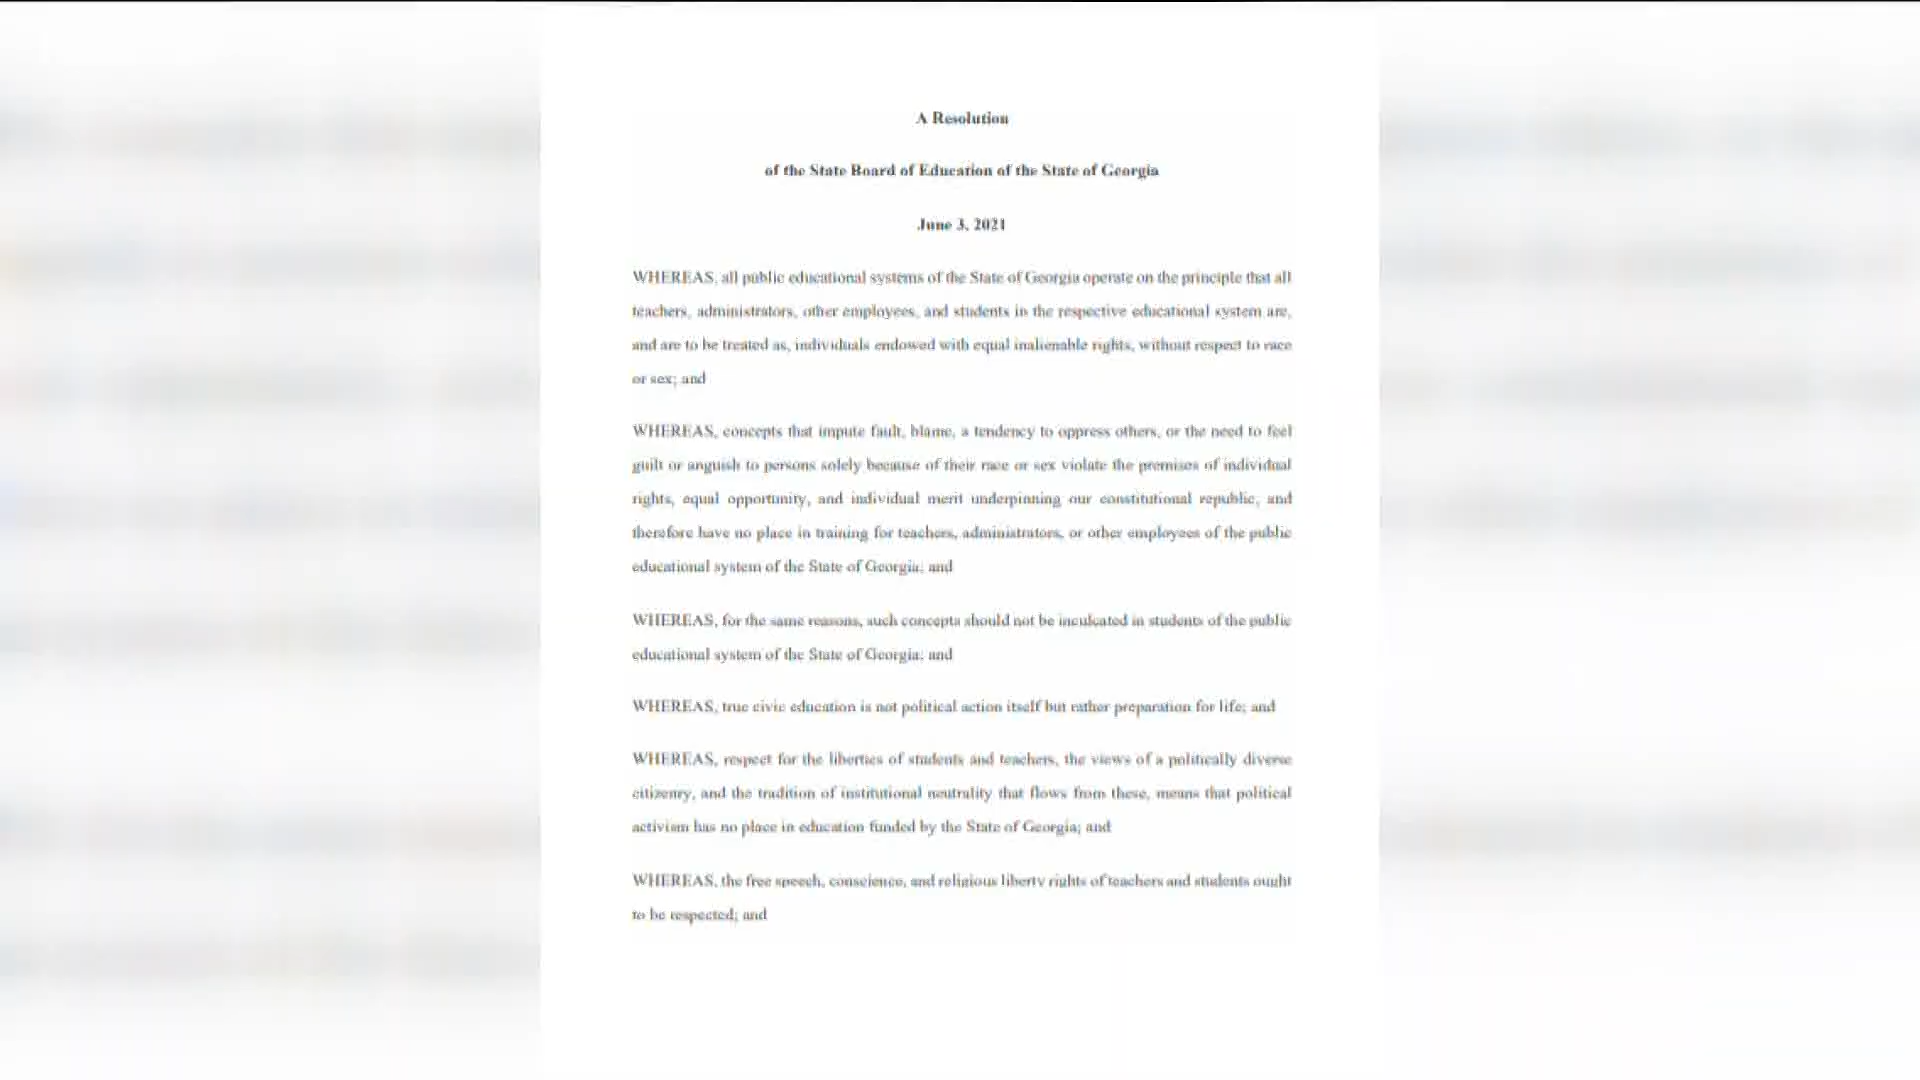 A Resolution
of the State Board of Education of the State of Georgia
June 3, 2021
WHEREAS, all public educational systems of the State of Georgia operate on the principle that all
teachers, administrators, other employees, and students in the respective educational system are,
and are to be treated as, individuals endowed with equal inalienable rights, without respect to race
or sex; and
WHEREAS, concepts that impute fault, blame, a tendency to oppress others, or the need to feel
guilt or anguish to persons solely because of their race or sex violate the premises of individual
rights, equal opportunity, and individual merit underpinning our constitutional republic, and
therefore have no place in training for teachers, administrators, or other employees of the public
educational system of the State of Georgia; and
WHEREAS, for the same reasons, such concepts should not be inculcated in students of the public
educational system of the State of Georgia; and
WHEREAS, true civic education is not political action itself but rather preparation for life; and
WHEREAS, respect for the liberties of students and teachers, the views of a politically diverse
citizenry, and the tradition of institutional neutrality that flows from these, means that political
activism has no place in education funded by the State of Georgia; and
WHEREAS, the free speech, conscience, and religious liberty rights of teachers and students ought
to be respected; and